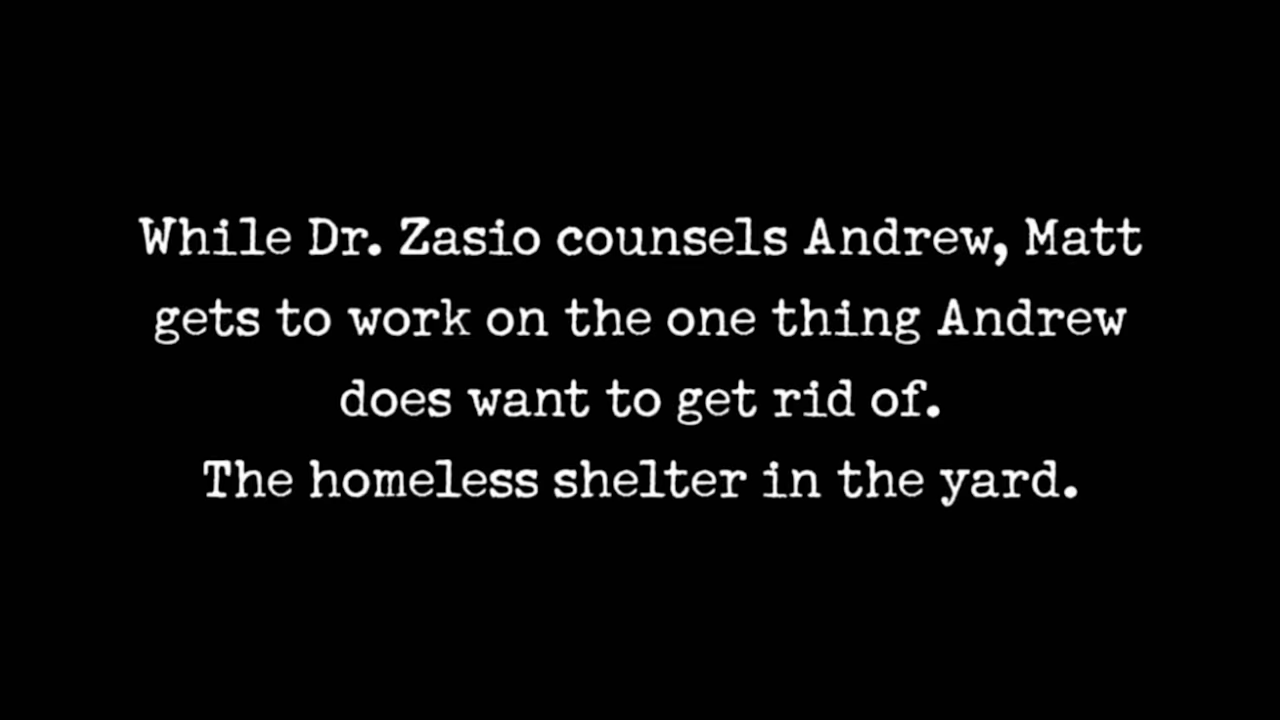 While Dr. Zasio counsels Andrew, Matt
gets to work on the one thing Andrew
does want to get rid of.
The homeless shelter in the yard.